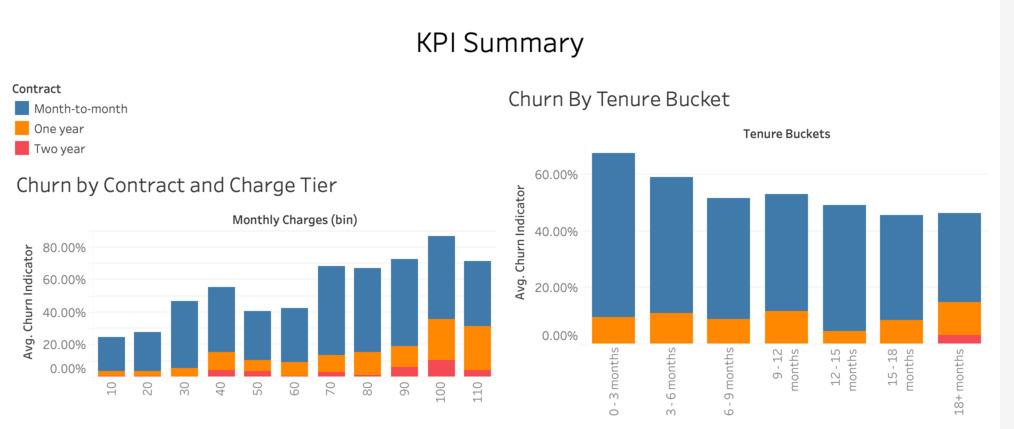 KPI Summary
Contract
Month-to-month
One year
Two year
Churn by Contract and Charge Tier
Monthly Charges (bin)
Avg. Churn Indicator
80.00%
60.00%
40.00%
20.00%
0.00%
10
20
30
40
50
60
70
80
90
100
110
Churn By Tenure Bucket
Tenure Buckets
Avg. Churn Indicator
60.00%
40.00%
20.00%
0.00%
0 - 3 months
3 - 6 months
6 - 9 months
9 - 12
months
12 - 15
months
15 - 18
months
18+ months